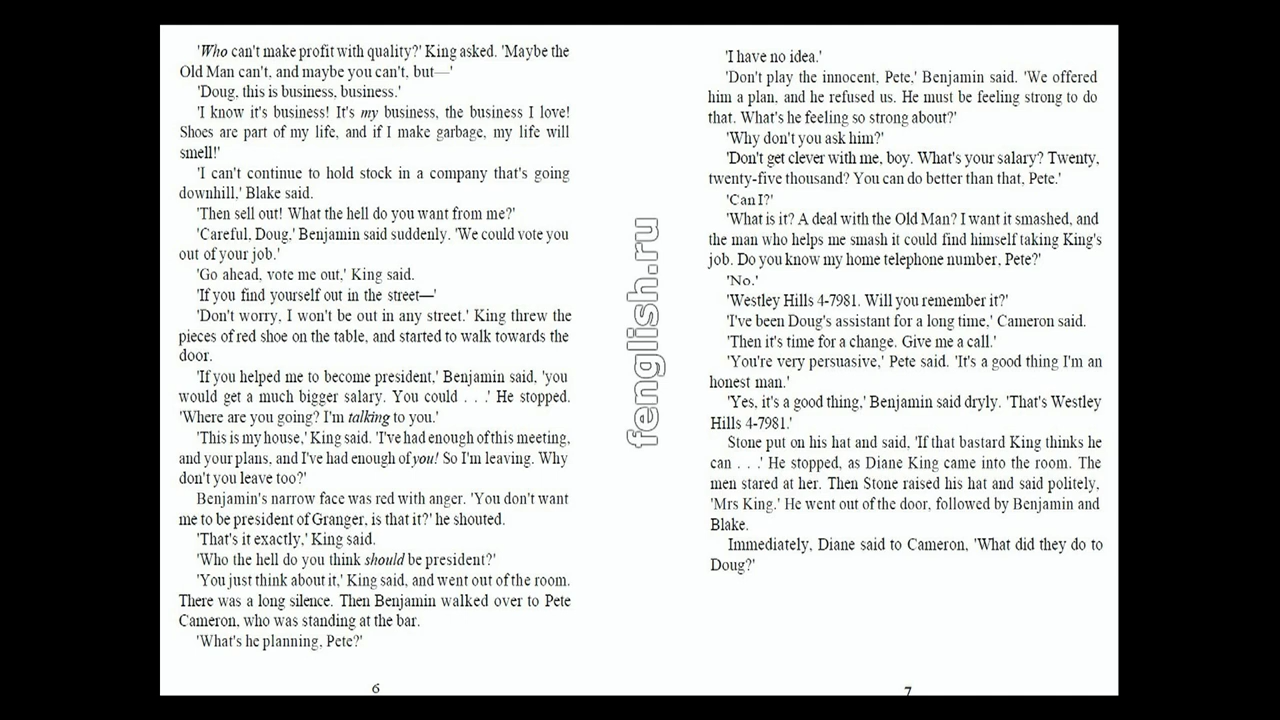 'Who can't make profit with quality?' King asked. 'Maybe the
Old Man can't, and maybe you can't, but—'
'Doug, this is business, business.'
'I know it's business! It's my business, the business I love!
Shoes are part of my life, and if I make garbage, my life will
smell!'
'I can't continue to hold stock in a company that's going
downhill,' Blake said.
'Then sell out! What the hell do you want from me?'
'Careful, Doug,' Benjamin said suddenly. 'We could vote you
out of your job.'
'Go ahead, vote me out,' King said.
'If you find yourself out in the street—'
'Don't worry, I won't be out in any street.' King threw the
pieces of red shoe on the table, and started to walk towards the
door.
'If you helped me to become president,' Benjamin said, 'you
would get a much bigger salary. You could . . .' He stopped.
'Where are you going? I'm talking to you.'
'This is my house,' King said. 'I've had enough of this meeting,
and your plans, and I've had enough of you! So I'm leaving. Why
don't you leave too?'
Benjamin's narrow face was red with anger. 'You don't want
me to be president of Granger, is that it?' he shouted.
'That's it exactly,' King said.
'Who the hell do you think should be president?'
'You just think about it,' King said, and went out of the room.
There was a long silence. Then Benjamin walked over to Pete
Cameron, who was standing at the bar.
'What's he planning, Pete?'
6
fenglish.ru
'I have no idea.'
'Don't play the innocent, Pete,' Benjamin said. 'We offered
him a plan, and he refused us. He must be feeling strong to do
that. What's he feeling so strong about?'
'Why don't you ask him?'
'Don't get clever with me, boy. What's your salary? Twenty,
twenty-five thousand? You can do better than that, Pete.'
'Can I?'
'What is it? A deal with the Old Man? I want it smashed, and
the man who helps me smash it could find himself taking King's
job. Do you know my home telephone number, Pete?'
'No.'
'Westley Hills 4-7981. Will you remember it?'
'I've been Doug's assistant for a long time,' Cameron said.
'Then it's time for a change. Give me a call.'
'You're very persuasive,' Pete said. 'It's a good thing I'm an
honest man.'
'Yes, it's a good thing,' Benjamin said dryly. 'That's Westley
Hills 4-7981.'
Stone put on his hat and said, 'If that bastard King thinks he
can . . .' He stopped, as Diane King came into the room. The
men stared at her. Then Stone raised his hat and said politely,
'Mrs King.' He went out of the door, followed by Benjamin and
Blake.
Immediately, Diane said to Cameron, 'What did they do to
Doug?'
7